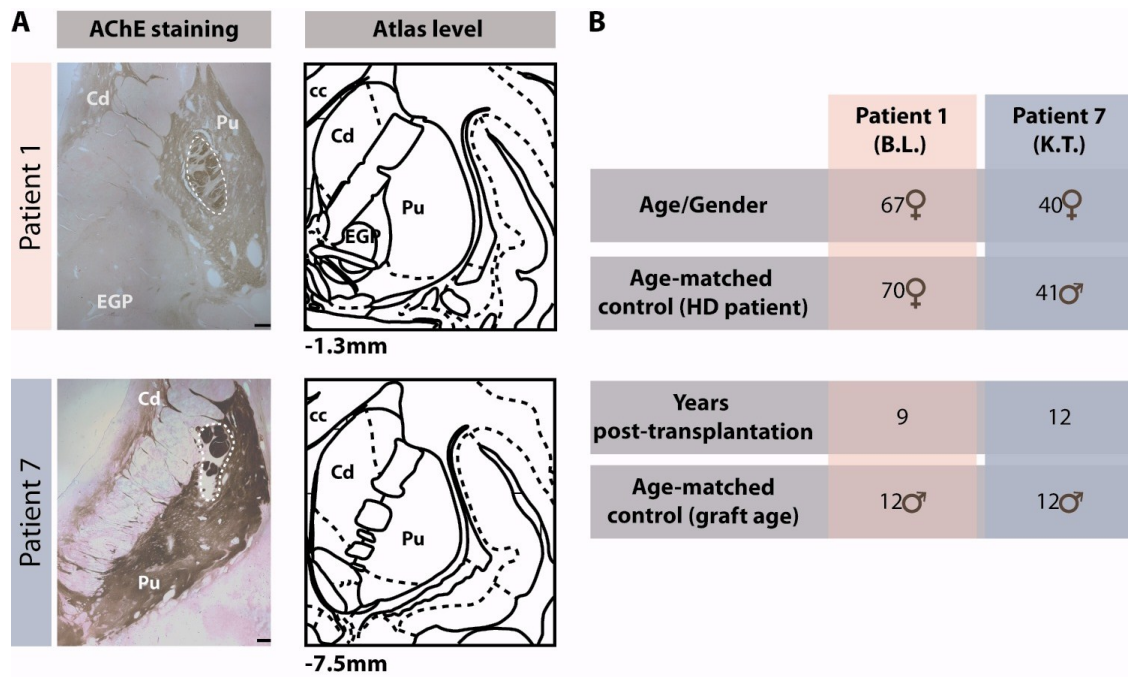 A
AChE staining
Atlas level
Patient 1
Cd
Pu
EGP
cc
Cd
Pu
EGP
-1.3mm
Patient 7
Cd
Pu
cc
Cd
Pu
-7.5mm
B
Patient 1
(B.L.)
Patient 7
(K.T.)
Age/Gender
67♀
40♀
Age-matched
control (HD patient)
70♀
41♂
Years
post-transplantation
9
12
Age-matched
control (graft age)
12♂
12♂